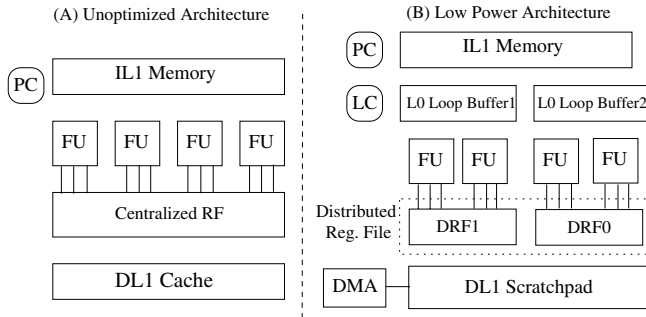 (A) Unoptimized Architecture
IL1 Memory
PC
FU FU FU FU
Centralized RF
DL1 Cache
(B) Low Power Architecture
PC IL1 Memory
LC L0 Loop Buffer1 L0 Loop Buffer2
FU FU FU FU
Distributed
Reg. File
DRF1 DRF0
DMA DL1 Scratchpad